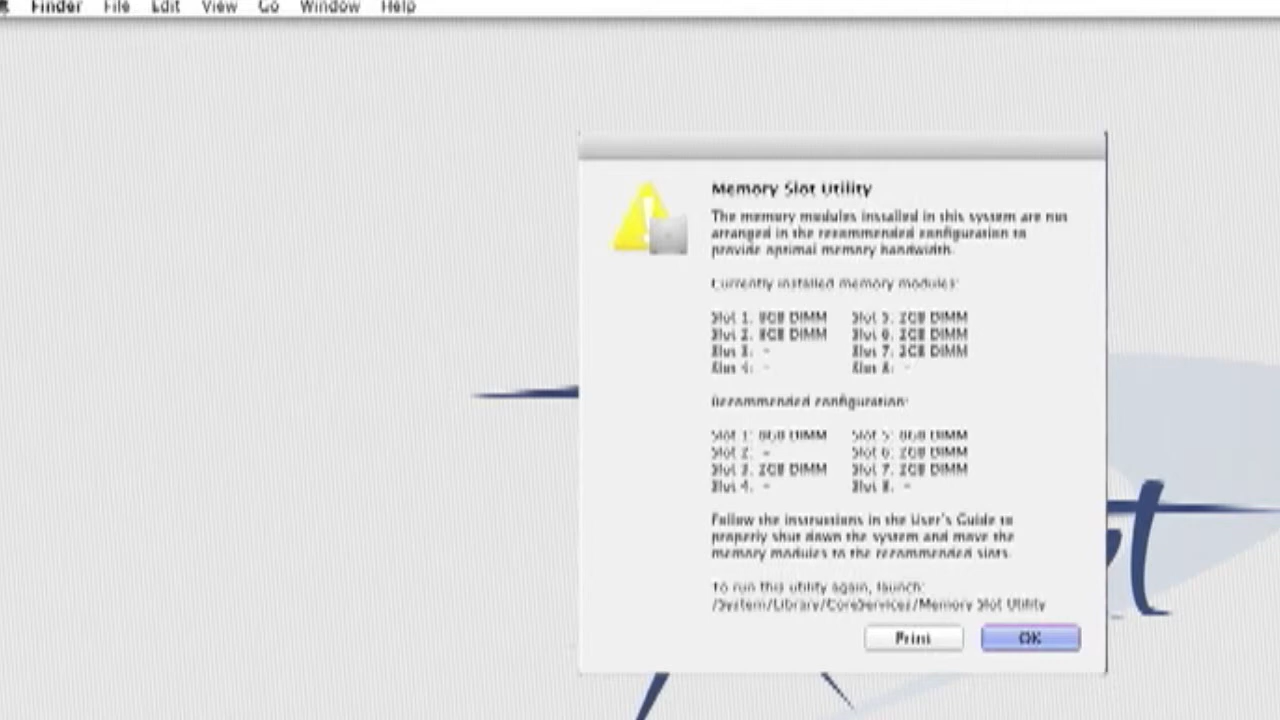 Finder File Edit View Go Window Help
Memory Slot Utility
The memory modules installed in this system are not
arranged in the recommended configuration to
provide optimal memory bandwidth.
Currently installed memory modules:
Slot 1: 8GB DIMM Slot 5: 2GB DIMM
Slot 2: 8GB DIMM Slot 6: 2GB DIMM
Slot 3: - Slot 7: 2GB DIMM
Slot 4: - Slot 8: -
Recommended configuration:
Slot 1: 8GB DIMM Slot 5: 8GB DIMM
Slot 2: - Slot 6: 2GB DIMM
Slot 3: 2GB DIMM Slot 7: 2GB DIMM
Slot 4: - Slot 8: -
Follow the instructions in the User's Guide to
properly shut down the system and move the
memory modules to the recommended slots.
To run this utility again, launch:
/System/Library/CoreServices/Memory Slot Utility
Print OK